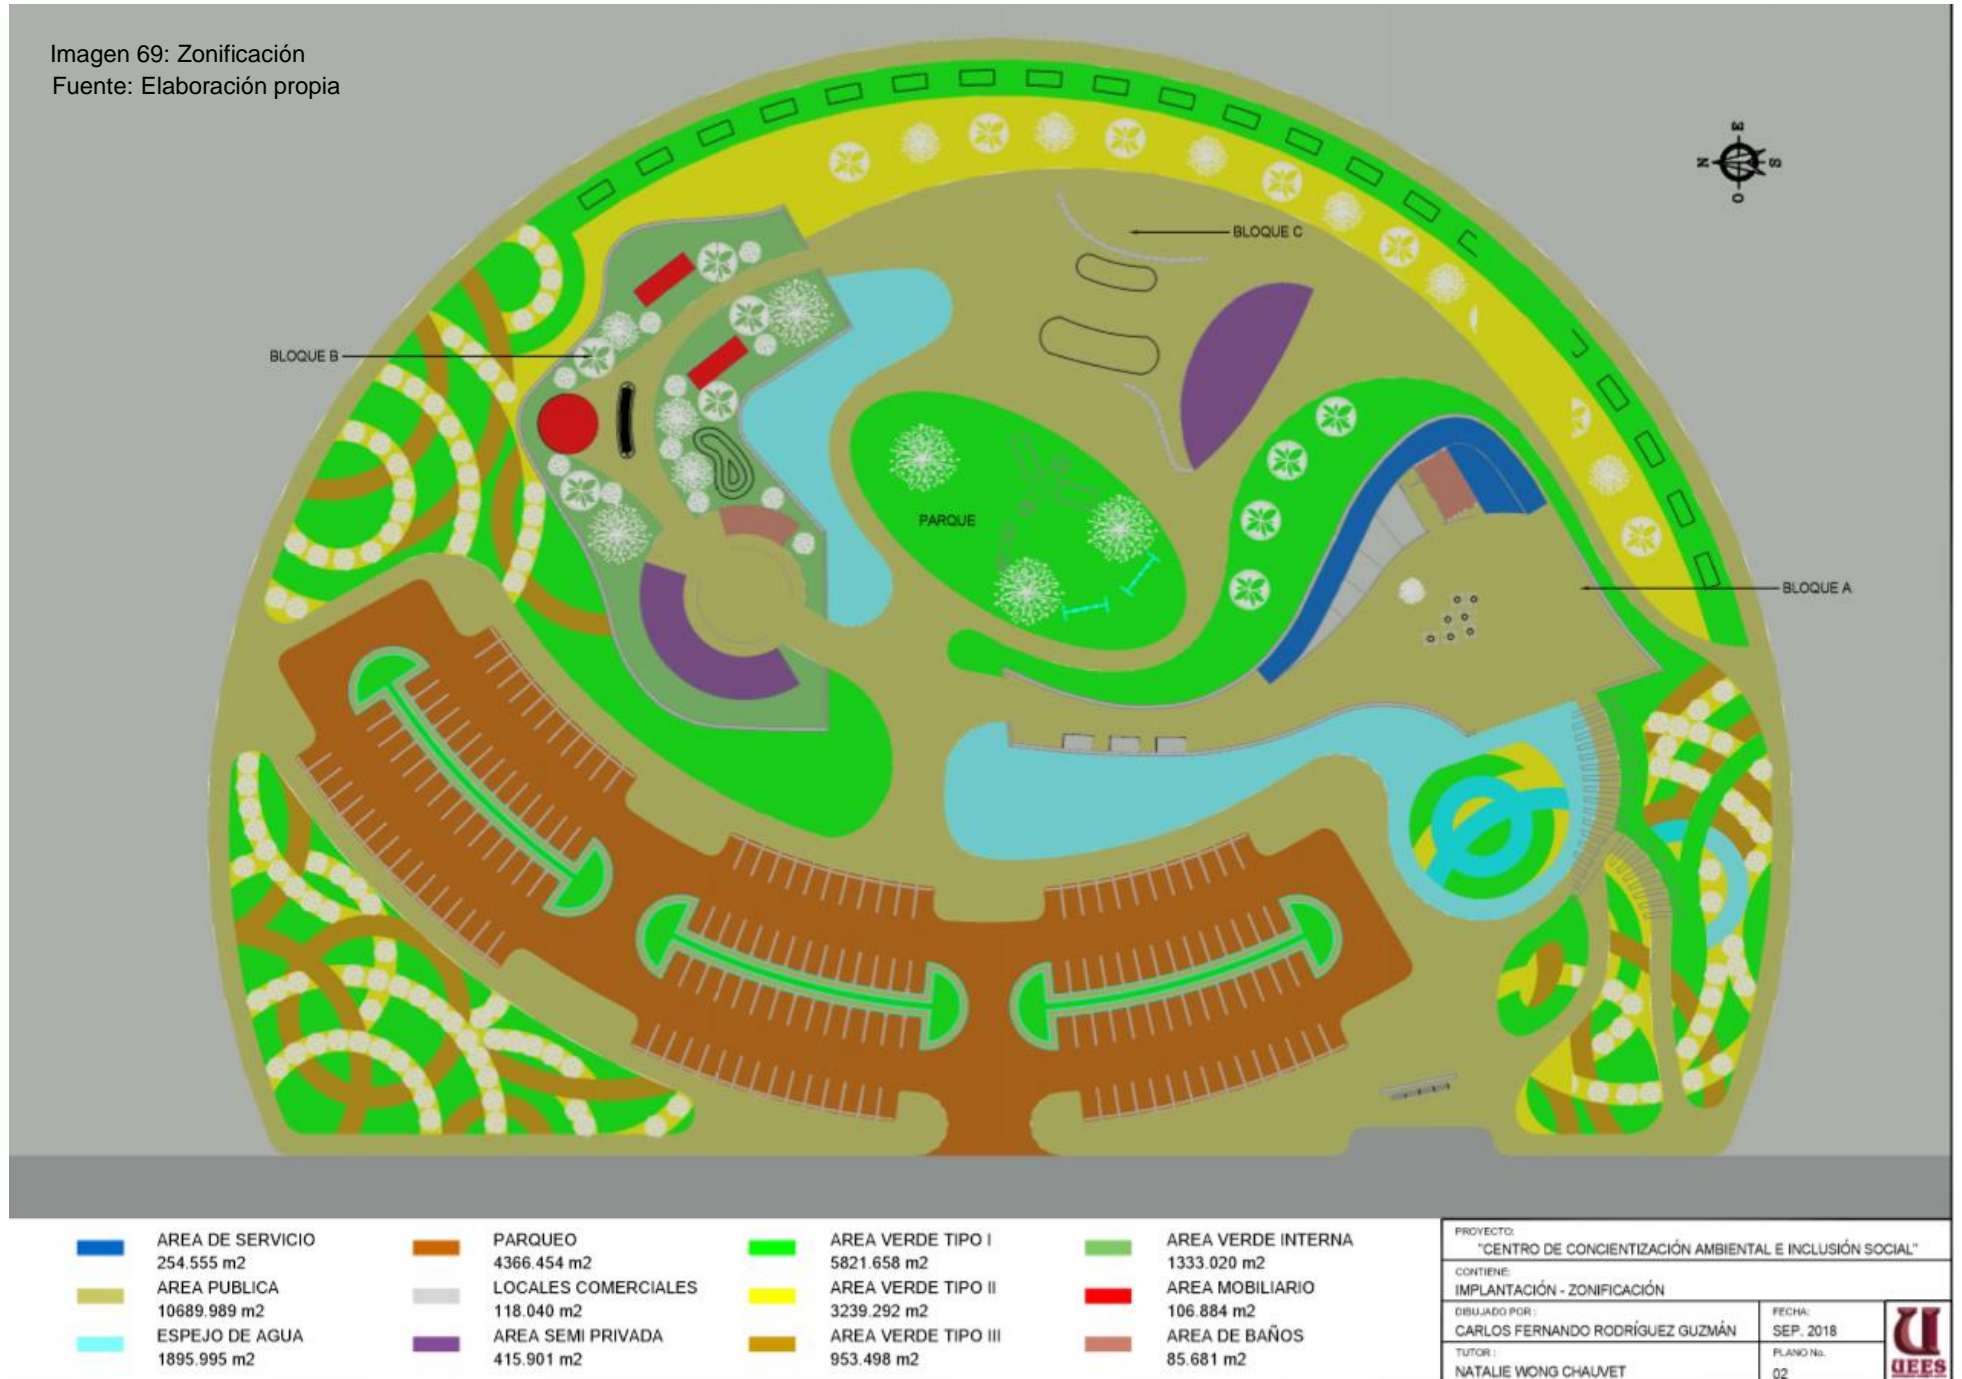 Imagen 69: Zonificación
Fuente: Elaboración propia
E
N
S
O
BLOQUE C
BLOQUE B
PARQUE
BLOQUE A
AREA DE SERVICIO
254.555 m2
AREA PUBLICA
10689.989 m2
ESPEJO DE AGUA
1895.995 m2
PARQUEO
4366.454 m2
LOCALES COMERCIALES
118.040 m2
AREA SEMI PRIVADA
415.901 m2
AREA VERDE TIPO I
5821.658 m2
AREA VERDE TIPO II
3239.292 m2
AREA VERDE TIPO III
953.498 m2
AREA VERDE INTERNA
1333.020 m2
AREA MOBILIARIO
106.884 m2
AREA DE BAÑOS
85.681 m2
PROYECTO:
"CENTRO DE CONCIENTIZACIÓN AMBIENTAL E INCLUSIÓN SOCIAL"
CONTIENE:
IMPLANTACIÓN - ZONIFICACIÓN
DIBUJADO POR :
CARLOS FERNANDO RODRÍGUEZ GUZMÁN
FECHA:
SEP. 2018
TUTOR :
NATALIE WONG CHAUVET
PLANO No.
02
UEES